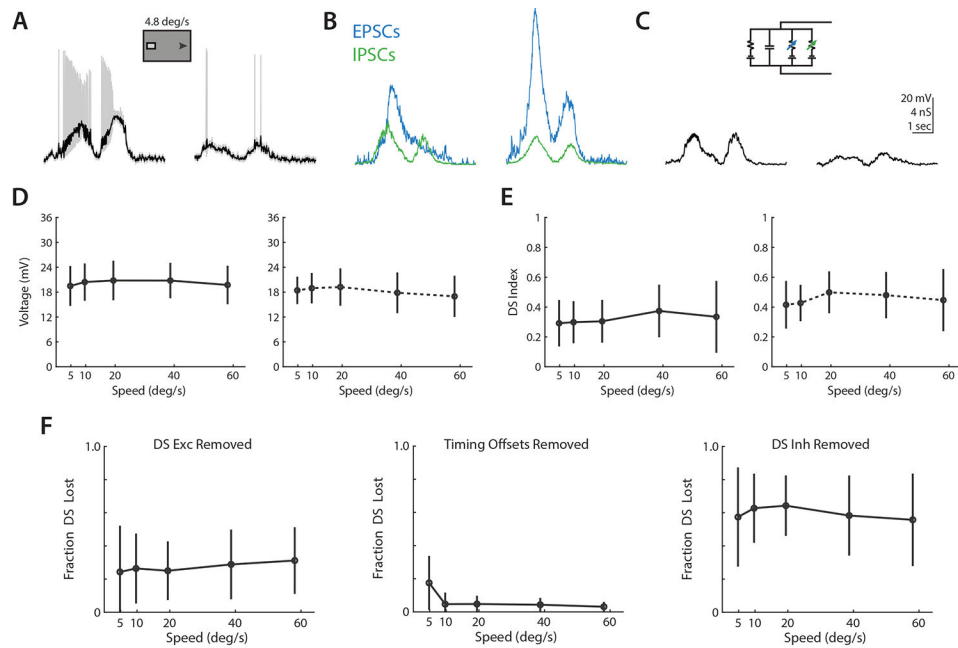 A
4.8 deg/s
B
EPSCs
IPSCs
C
20 mV
4 nS
1 sec
D
Voltage (mV)
36
30
24
18
12
6
0
5 10 20 40 60
Speed (deg/s)
36
30
24
18
12
6
0
5 10 20 40 60
Speed (deg/s)
E
DS Index
1
0.8
0.6
0.4
0.2
0
5 10 20 40 60
Speed (deg/s)
1
0.8
0.6
0.4
0.2
0
5 10 20 40 60
Speed (deg/s)
F
DS Exc Removed
Fraction DS Lost
1.0
0
5 10 20 40 60
Speed (deg/s)
Timing Offsets Removed
Fraction DS Lost
1.0
0
5 10 20 40 60
Speed (deg/s)
DS Inh Removed
Fraction DS Lost
1.0
0
5 10 20 40 60
Speed (deg/s)